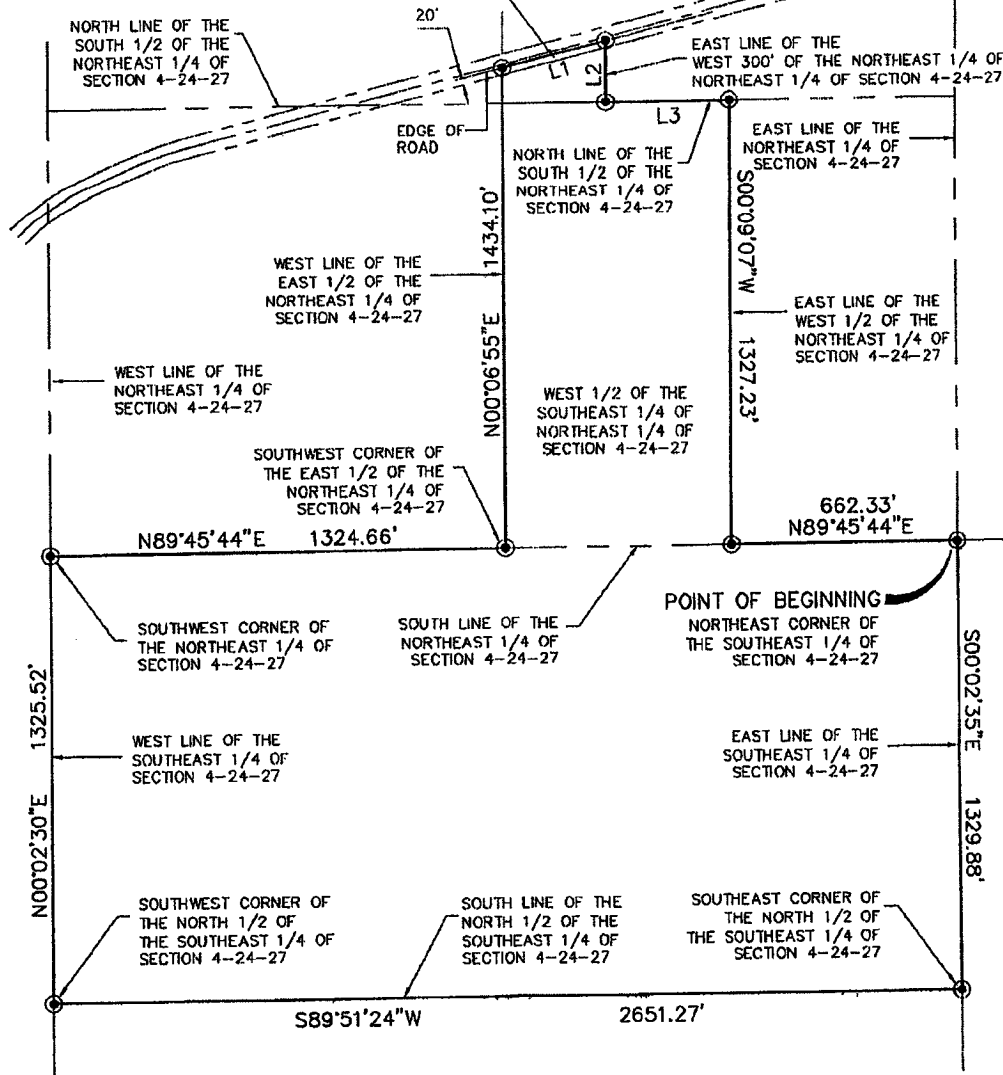 20'
NORTH LINE OF THE
SOUTH 1/2 OF THE
NORTHEAST 1/4 OF
SECTION 4-24-27
L1
L2
EAST LINE OF THE
WEST 300' OF THE NORTHEAST 1/4 OF
NORTHEAST 1/4 OF SECTION 4-24-27
EDGE OF
ROAD
L3
NORTH LINE OF THE
SOUTH 1/2 OF THE
NORTHEAST 1/4 OF
SECTION 4-24-27
EAST LINE OF THE
NORTHEAST 1/4 OF
SECTION 4-24-27
1434.10'
N00°06'55"E
S00°09'07"W
1327.23'
WEST LINE OF THE
EAST 1/2 OF THE
NORTHEAST 1/4 OF
SECTION 4-24-27
EAST LINE OF THE
WEST 1/2 OF THE
NORTHEAST 1/4 OF
SECTION 4-24-27
WEST LINE OF THE
NORTHEAST 1/4 OF
SECTION 4-24-27
WEST 1/2 OF THE
SOUTHEAST 1/4 OF
NORTHEAST 1/4 OF
SECTION 4-24-27
SOUTHWEST CORNER OF
THE EAST 1/2 OF THE
NORTHEAST 1/4 OF
SECTION 4-24-27
N89°45'44"E 1324.66'
662.33'
N89°45'44"E
POINT OF BEGINNING
NORTHEAST CORNER OF
THE SOUTHEAST 1/4 OF
SECTION 4-24-27
SOUTHWEST CORNER OF
THE NORTHEAST 1/4 OF
SECTION 4-24-27
SOUTH LINE OF THE
NORTHEAST 1/4 OF
SECTION 4-24-27
1325.52'
N00°02'30"E
S00°02'35"E
1329.88'
WEST LINE OF THE
SOUTHEAST 1/4 OF
SECTION 4-24-27
EAST LINE OF THE
SOUTHEAST 1/4 OF
SECTION 4-24-27
SOUTHWEST CORNER OF
THE NORTH 1/2 OF
THE SOUTHEAST 1/4 OF
SECTION 4-24-27
SOUTH LINE OF THE
NORTH 1/2 OF THE
SOUTHEAST 1/4 OF
SECTION 4-24-27
SOUTHEAST CORNER OF
THE NORTH 1/2 OF
THE SOUTHEAST 1/4 OF
SECTION 4-24-27
S89°51'24"W 2651.27'